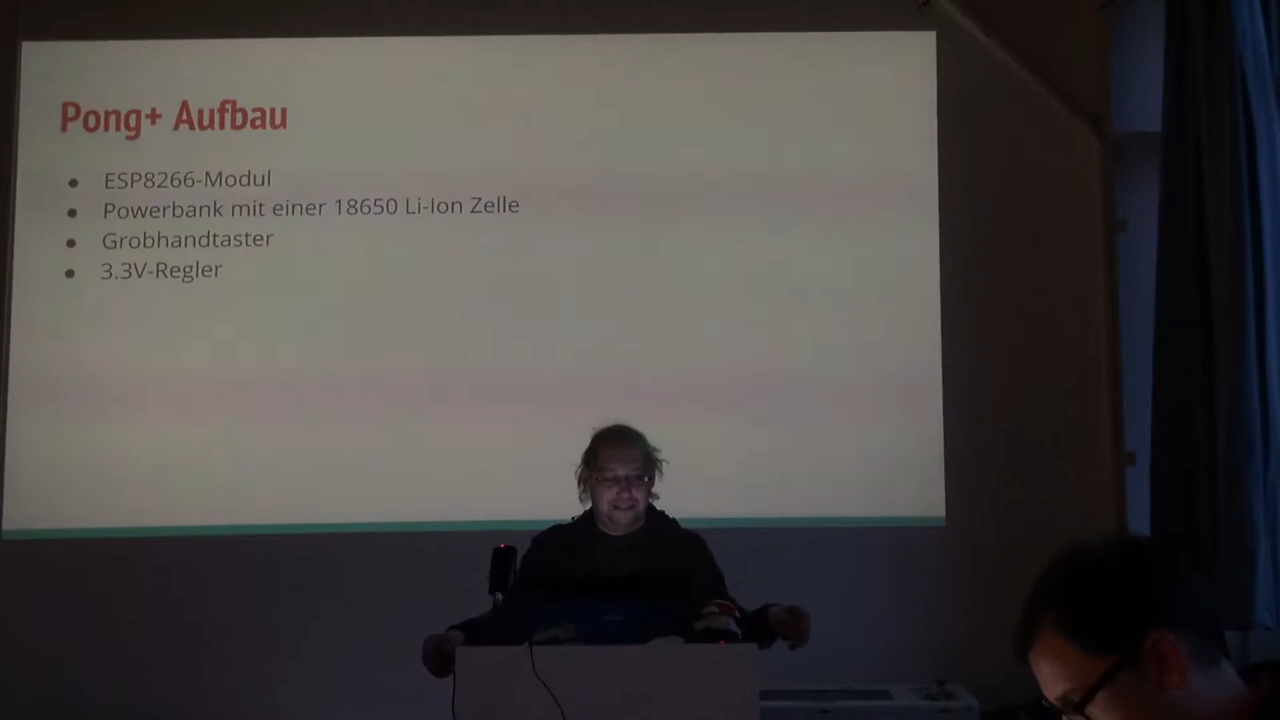 Pong+ Aufbau
ESP8266-Modul
Powerbank mit einer 18650 Li-Ion Zelle
Grobhandtaster
3.3V-Regler